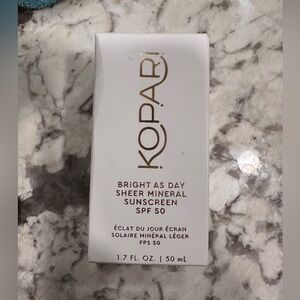 KOPARI
BRIGHT AS DAY
SHEER MINERAL
SUNSCREEN
SPF 50
ÉCLAT DU JOUR ÉCRAN
SOLAIRE MINÉRAL LÉGER
FPS 50
1.7 FL. OZ. | 50 mL